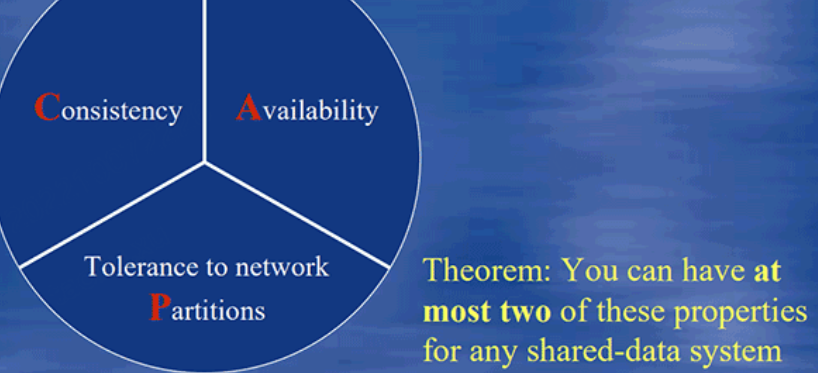 Consistency
Availability
Tolerance to network
Partitions
Theorem: You can have at
most two of these properties
for any shared-data system